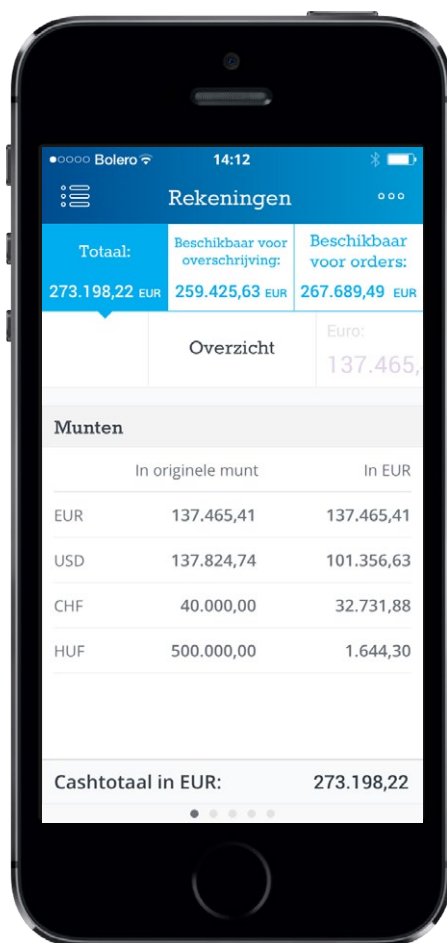 Bolero
14:12
Rekeningen
Totaal:
273.198,22 EUR
Beschikbaar voor
overschrijving:
259.425,63 EUR
Beschikbaar
voor orders:
267.689,49 EUR
Overzicht
Euro:
137.465,
Munten
In originele munt In EUR
EUR 137.465,41 137.465,41
USD 137.824,74 101.356,63
CHF 40.000,00 32.731,88
HUF 500.000,00 1.644,30
Cashtotaal in EUR: 273.198,22